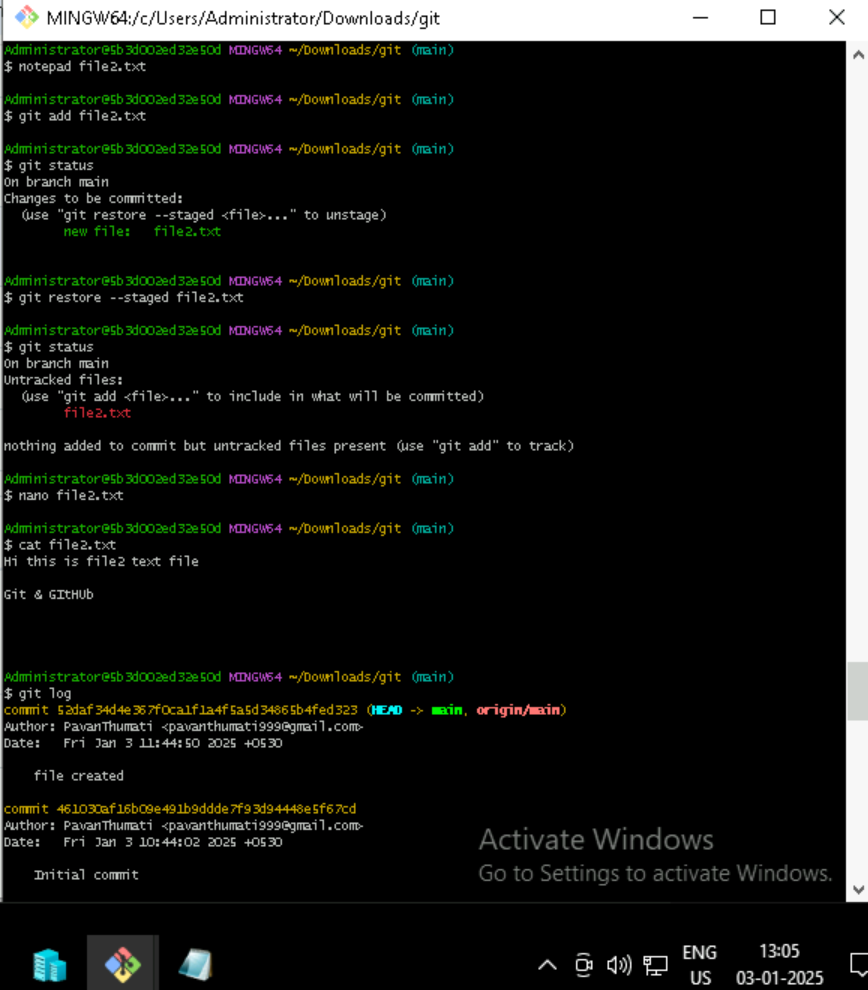 MINGW64:/c/Users/Administrator/Downloads/git
Administrator@5b3d002ed32e50d MINGW64 ~/Downloads/git (main)
$ notepad file2.txt
Administrator@5b3d002ed32e50d MINGW64 ~/Downloads/git (main)
$ git add file2.txt
Administrator@5b3d002ed32e50d MINGW64 ~/Downloads/git (main)
$ git status
On branch main
Changes to be committed:
(use "git restore --staged <file>..." to unstage)
new file:   file2.txt
Administrator@5b3d002ed32e50d MINGW64 ~/Downloads/git (main)
$ git restore --staged file2.txt
Administrator@5b3d002ed32e50d MINGW64 ~/Downloads/git (main)
$ git status
On branch main
Untracked files:
(use "git add <file>..." to include in what will be committed)
file2.txt
nothing added to commit but untracked files present (use "git add" to track)
Administrator@5b3d002ed32e50d MINGW64 ~/Downloads/git (main)
$ nano file2.txt
Administrator@5b3d002ed32e50d MINGW64 ~/Downloads/git (main)
$ cat file2.txt
Hi this is file2 text file
Git & GItHUb
Administrator@5b3d002ed32e50d MINGW64 ~/Downloads/git (main)
$ git log
commit 52daf34d4e367f0ca1f1a4f5a5d34865b4fed323 (HEAD -> main, origin/main)
Author: PavanThumati <pavanthumati999@gmail.com>
Date:   Fri Jan 3 11:44:50 2025 +0530
file created
commit 461030af16b09e491b9ddde7f93d94448e5f67cd
Author: PavanThumati <pavanthumati999@gmail.com>
Date:   Fri Jan 3 10:44:02 2025 +0530
Initial commit
Activate Windows
Go to Settings to activate Windows.
ENG
US
13:05
03-01-2025